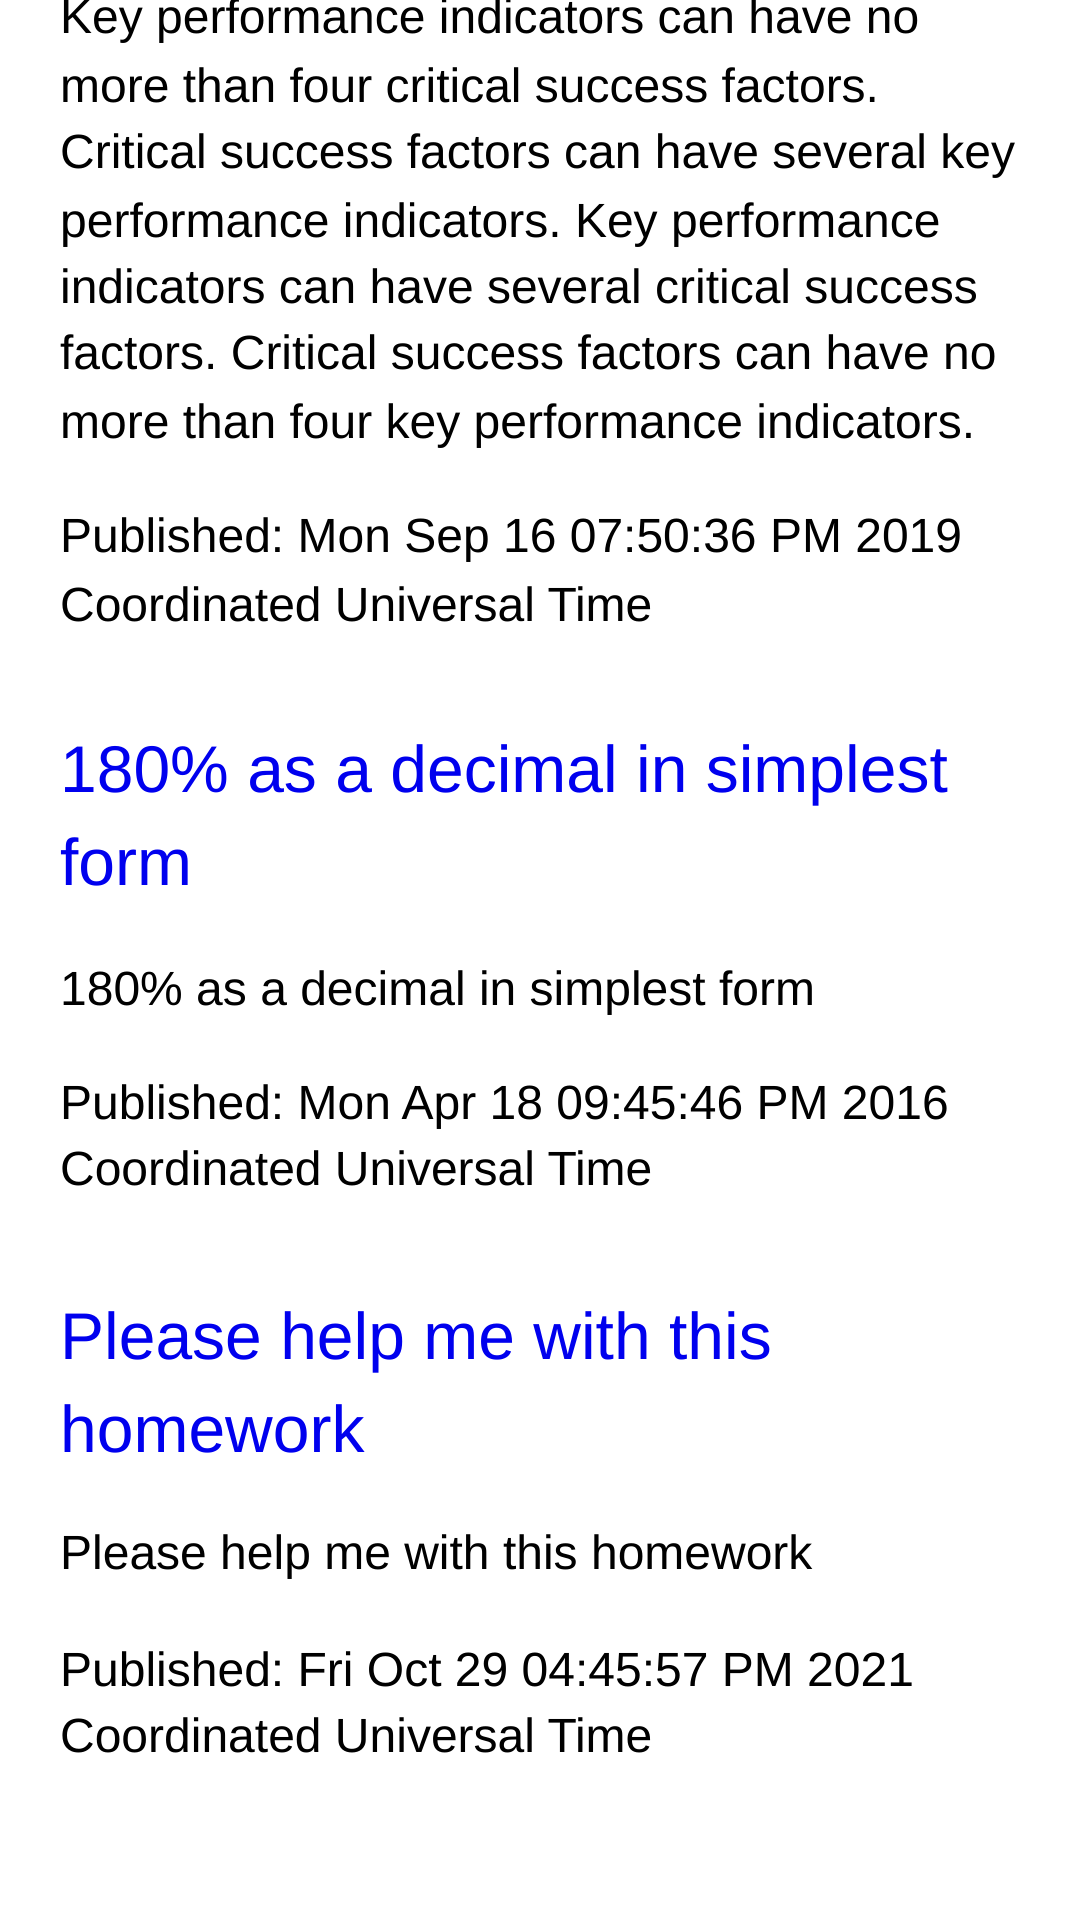 Key performance indicators can have no
more than four critical success factors.
Critical success factors can have several key
performance indicators. Key performance
indicators can have several critical success
factors. Critical success factors can have no
more than four key performance indicators.
Published: Mon Sep 16 07:50:36 PM 2019
Coordinated Universal Time
180% as a decimal in simplest
form
180% as a decimal in simplest form
Published: Mon Apr 18 09:45:46 PM 2016
Coordinated Universal Time
Please help me with this
homework
Please help me with this homework
Published: Fri Oct 29 04:45:57 PM 2021
Coordinated Universal Time